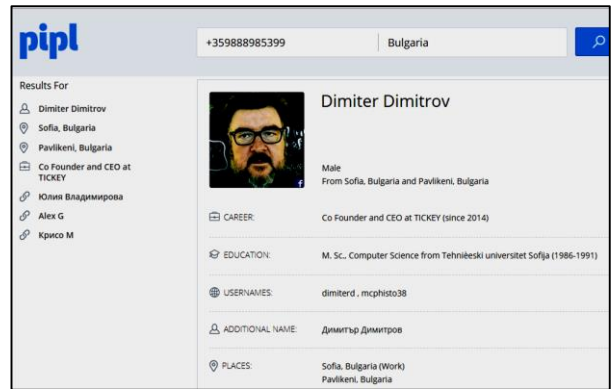 pipl
+359888985399 Bulgaria
Results For
Dimiter Dimitrov
Sofia, Bulgaria
Pavlikeni, Bulgaria
Co Founder and CEO at
TICKEY
Юлия Владимирова
Alex G
Крисо М
Dimiter Dimitrov
Male
From Sofia, Bulgaria and Pavlikeni, Bulgaria
CAREER: Co Founder and CEO at TICKEY (since 2014)
EDUCATION: M. Sc., Computer Science from Tehnièeski universitet Sofija (1986-1991)
USERNAMES: dimiterd , mcphisto38
ADDITIONAL NAME: Димитър Димитров
PLACES: Sofia, Bulgaria (Work)
Pavlikeni, Bulgaria